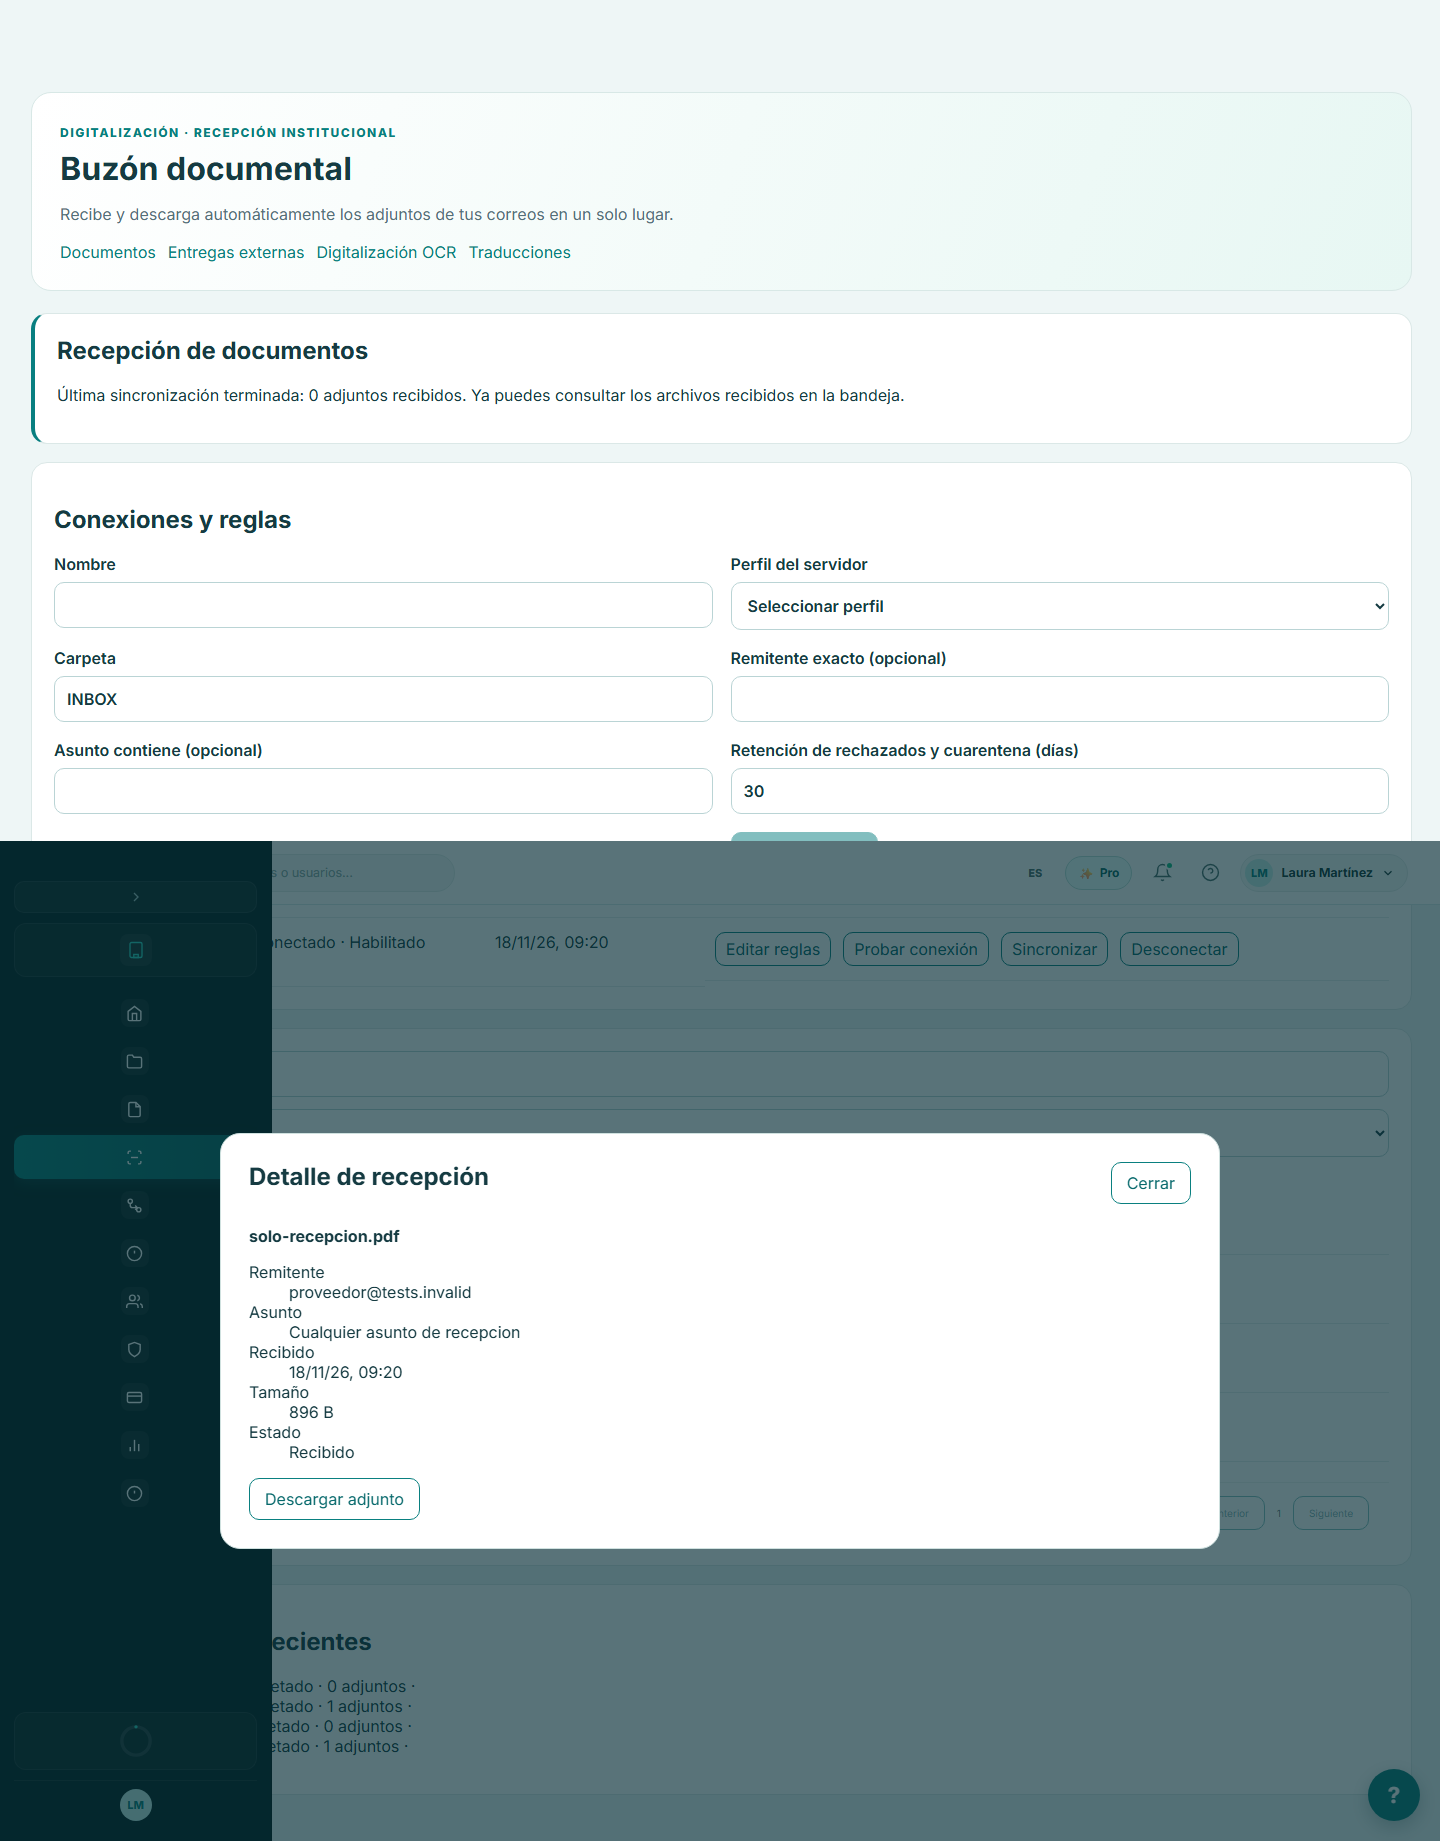 DIGITALIZACIÓN · RECEPCIÓN INSTITUCIONAL
Buzón documental
Recibe y descarga automáticamente los adjuntos de tus correos en un solo lugar.
Documentos Entregas externas Digitalización OCR Traducciones
Recepción de documentos
Última sincronización terminada: 0 adjuntos recibidos. Ya puedes consultar los archivos recibidos en la bandeja.
Conexiones y reglas
Nombre
Perfil del servidor
Seleccionar perfil
Carpeta
Remitente exacto (opcional)
INBOX
Asunto contiene (opcional)
Retención de rechazados y cuarentena (días)
30
s o usuarios...
ES
✨ Pro
LM Laura Martínez
onectado · Habilitado
18/11/26, 09:20
Editar reglas
Probar conexión
Sincronizar
Desconectar
Detalle de recepción
Cerrar
solo-recepcion.pdf
Remitente
proveedor@tests.invalid
Asunto
Cualquier asunto de recepcion
Recibido
18/11/26, 09:20
Tamaño
896 B
Estado
Recibido
Descargar adjunto
nterior
1
Siguiente
ecientes
etado · 0 adjuntos ·
etado · 1 adjuntos ·
etado · 0 adjuntos ·
etado · 1 adjuntos ·
LM
?